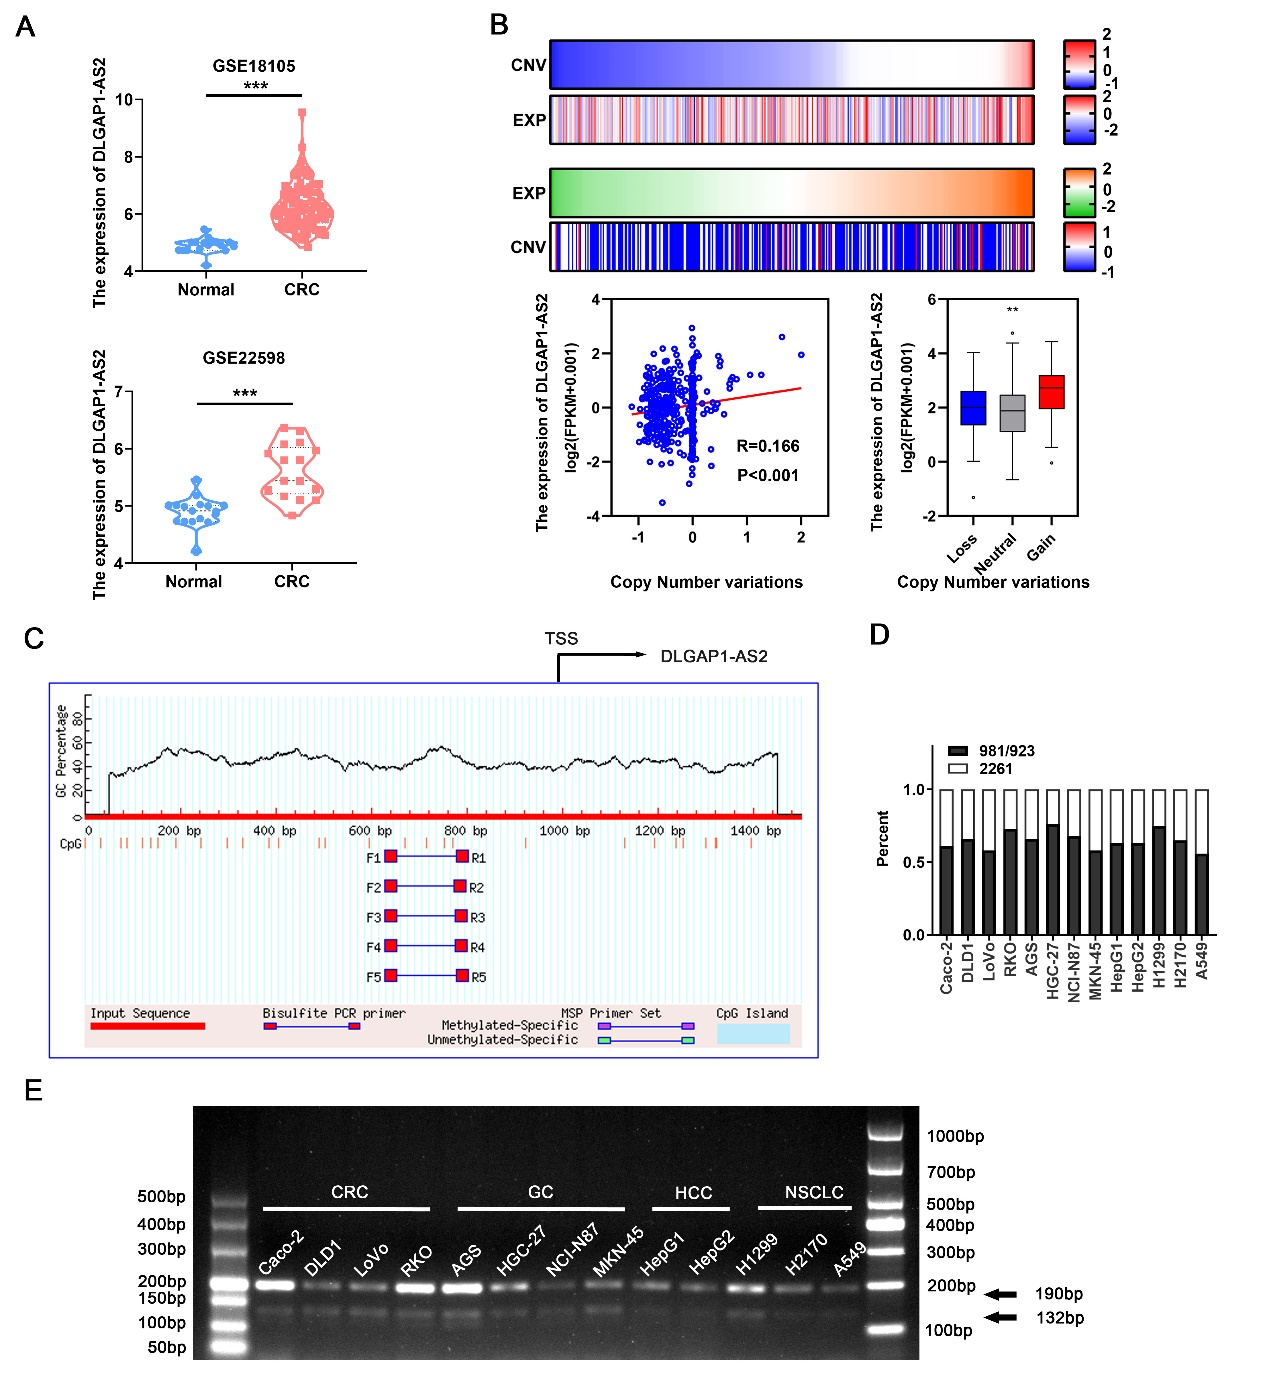 A
GSE18105
***
The expression of DLGAP1-AS2
10
8
6
4
Normal
CRC
GSE22598
***
The expression of DLGAP1-AS2
7
6
5
4
Normal
CRC
B
CNV
2
1
0
-1
EXP
2
0
-2
EXP
2
0
-2
CNV
1
0
-1
The expression of DLGAP1-AS2
log2(FPKM+0.001)
4
2
0
-2
-4
R=0.166
P<0.001
-1
0
1
2
Copy Number variations
The expression of DLGAP1-AS2
log2(FPKM+0.001)
6
4
2
0
-2
**
Loss
Neutral
Gain
Copy Number variations
C
TSS
DLGAP1-AS2
GC Percentage
80
60
40
20
0
0
200 bp
400 bp
600 bp
800 bp
1000 bp
1200 bp
1400 bp
CpG
F1 R1
F2 R2
F3 R3
F4 R4
F5 R5
Input Sequence
Bisulfite PCR primer
MSP Primer Set
CpG Island
Methylated-Specific
Unmethylated-Specific
D
981/923
2261
Percent
1.0
0.5
0.0
Caco-2
DLD1
LoVo
RKO
AGS
HGC-27
NCI-N87
MKN-45
HepG1
HepG2
H1299
H2170
A549
E
CRC
GC
HCC
NSCLC
Caco-2
DLD1
LoVo
RKO
AGS
HGC-27
NCI-N87
MKN-45
HepG1
HepG2
H1299
H2170
A549
500bp
400bp
300bp
200bp
150bp
100bp
50bp
1000bp
700bp
500bp
400bp
300bp
200bp
100bp
190bp
132bp